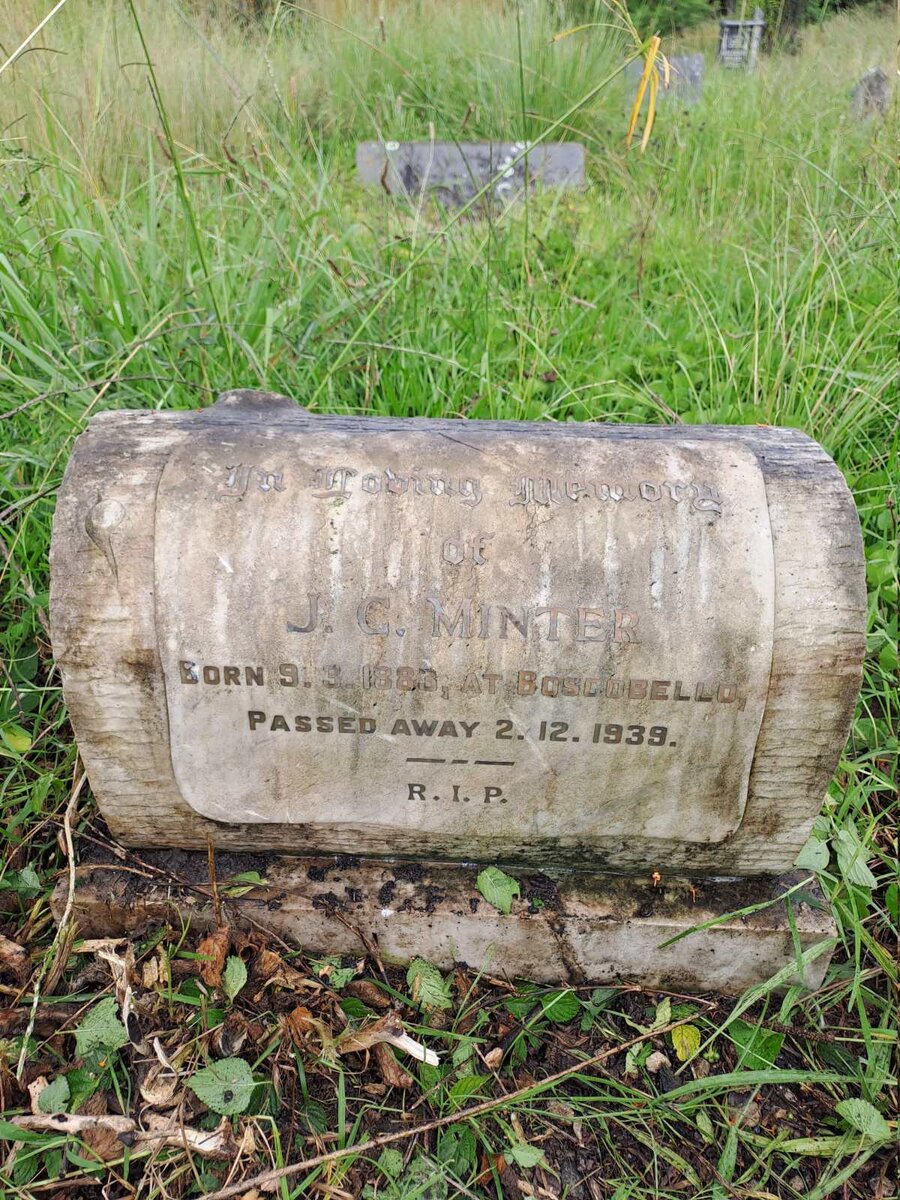 In Loving Memory
of
J. C. MINTER
BORN 9. 3. 1883, AT BOSCOBELLO,
PASSED AWAY 2. 12. 1939.
R. I. P.